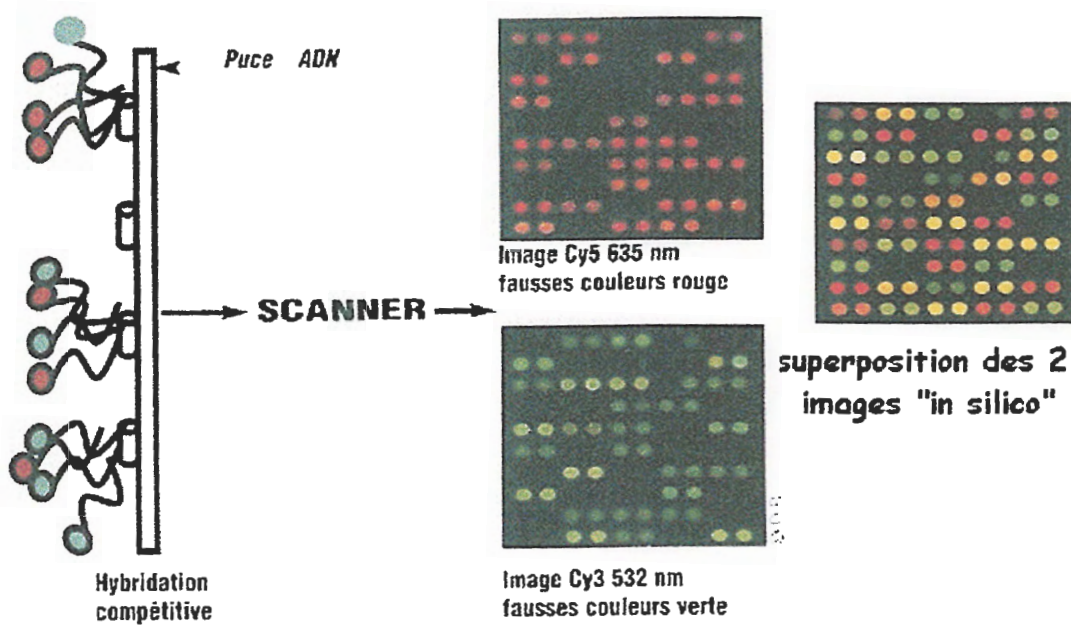 Puce ADN
Image Cy5 635 nm
fausses couleurs rouge
SCANNER
superposition des 2
images "in silico"
Hybridation
compétitive
Image Cy3 532 nm
fausses couleurs verte